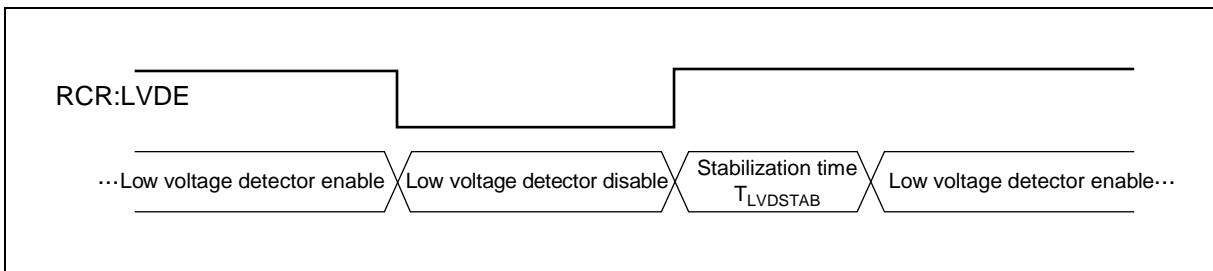 RCR:LVDE
…Low voltage detector enable
Low voltage detector disable
Stabilization time
TLVDSTAB
Low voltage detector enable…